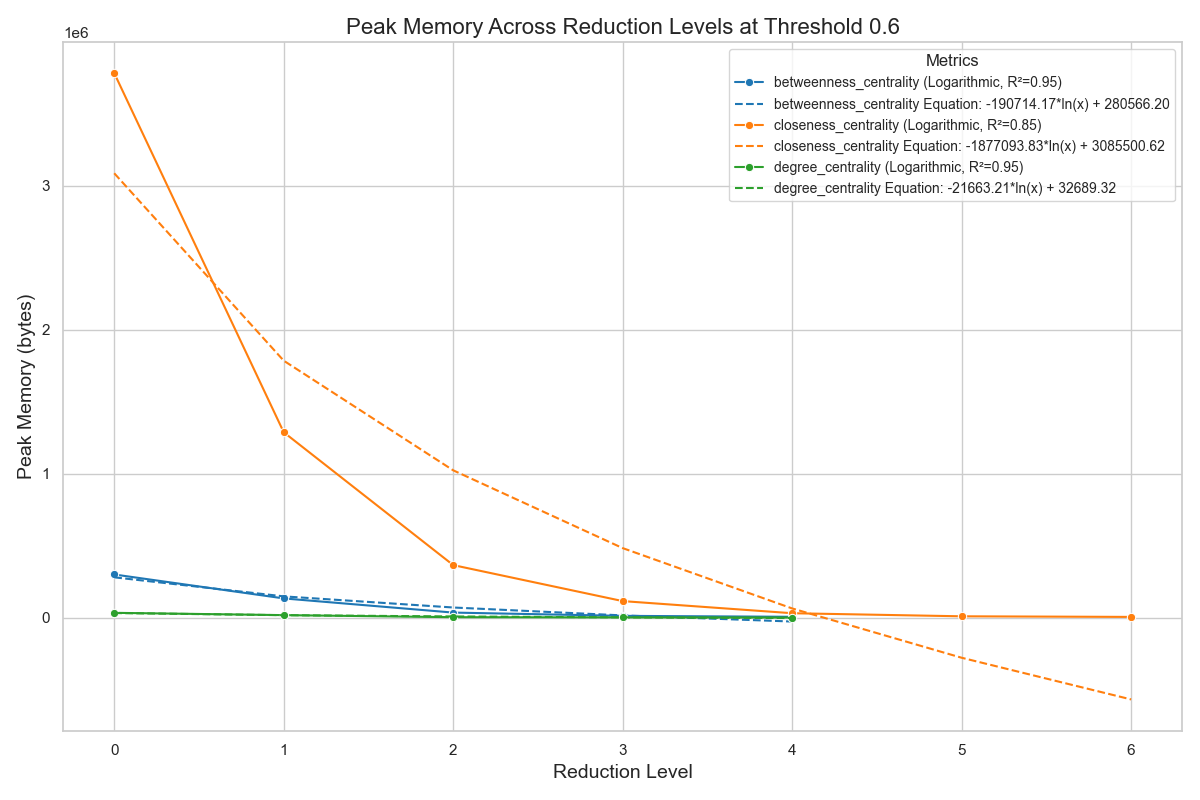 Peak Memory Across Reduction Levels at Threshold 0.6
1e6
Metrics
betweenness_centrality (Logarithmic, R²=0.95)
betweenness_centrality Equation: -190714.17*ln(x) + 280566.20
closeness_centrality (Logarithmic, R²=0.85)
closeness_centrality Equation: -1877093.83*ln(x) + 3085500.62
degree_centrality (Logarithmic, R²=0.95)
degree_centrality Equation: -21663.21*ln(x) + 32689.32
3
2
1
0
Peak Memory (bytes)
0 1 2 3 4 5 6
Reduction Level